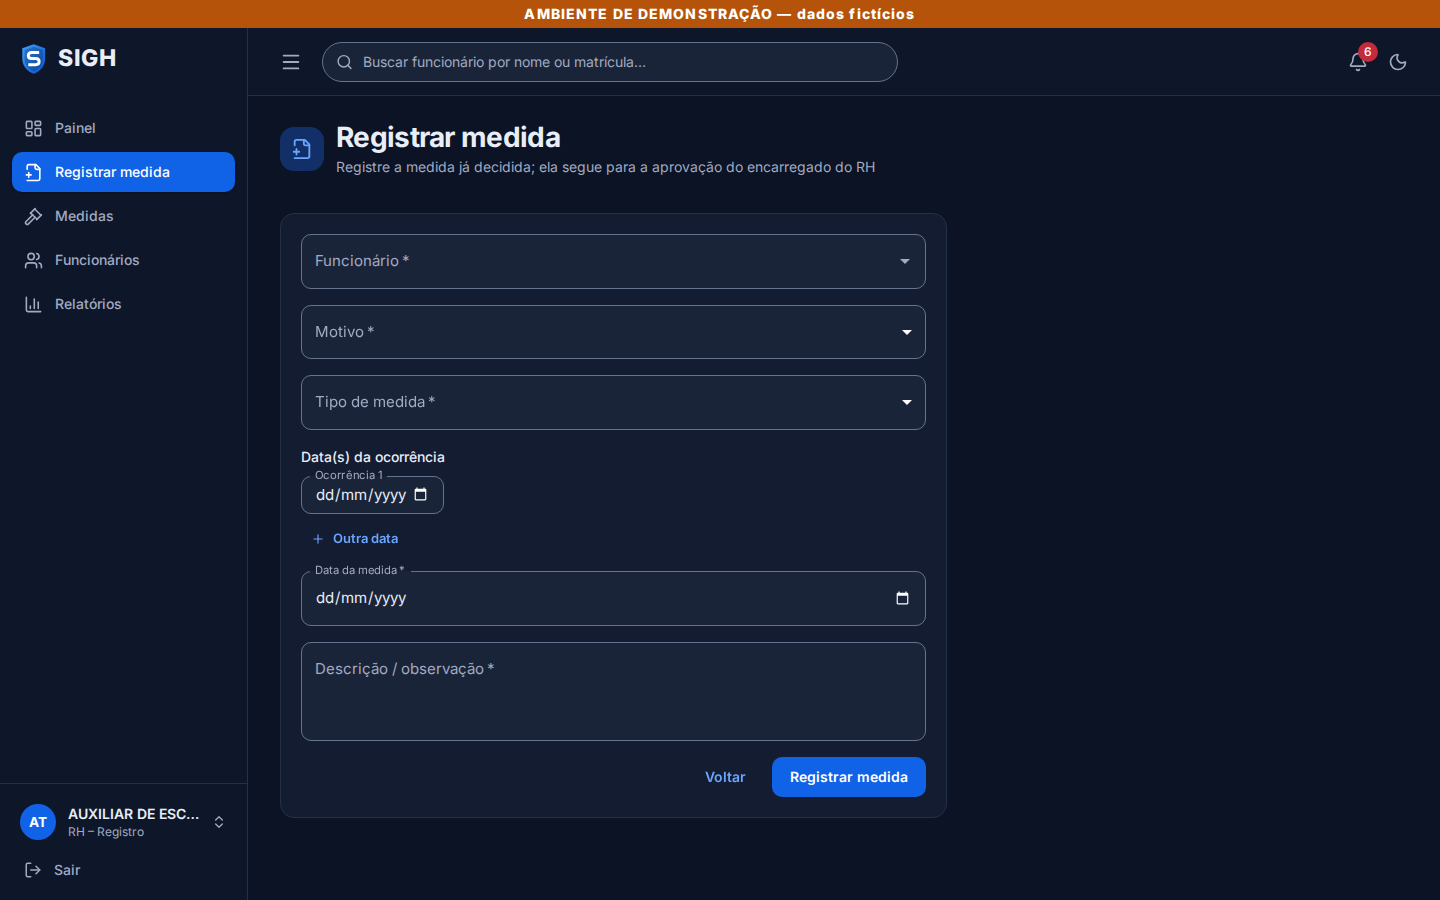 AMBIENTE DE DEMONSTRAÇÃO — dados fictícios
SIGH
Buscar funcionário por nome ou matrícula...
6
Painel
Registrar medida
Medidas
Funcionários
Relatórios
Registrar medida
Registre a medida já decidida; ela segue para a aprovação do encarregado do RH
Funcionário *
Motivo *
Tipo de medida *
Data(s) da ocorrência
Ocorrência 1
dd/mm/yyyy
+ Outra data
Data da medida *
dd/mm/yyyy
Descrição / observação *
Voltar
Registrar medida
AT
AUXILIAR DE ESC...
RH – Registro
Sair